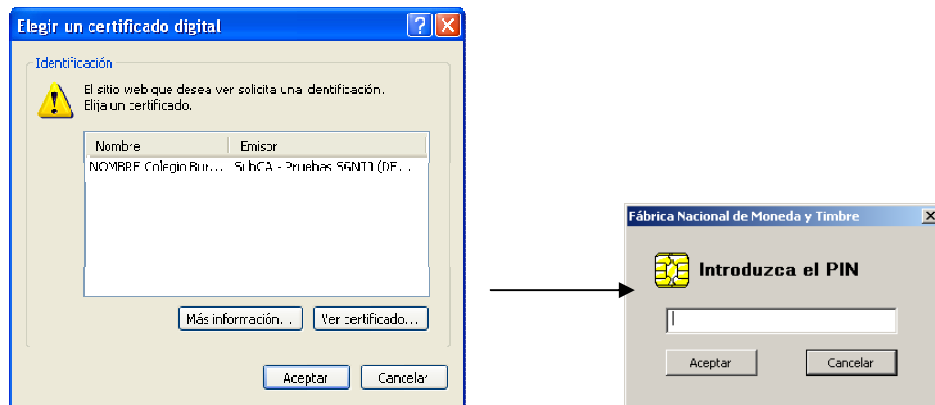 Elegir un certificado digital
Identificación
El sitio web que desea ver solicita una identificación.
Elija un certificado.
Nombre Emisor
NOMBRE Colegio Bur... SubCA - Pruebas (DE...
Más información... Ver certificado...
Aceptar Cancelar
Fábrica Nacional de Moneda y Timbre
Introduzca el PIN
Aceptar Cancelar